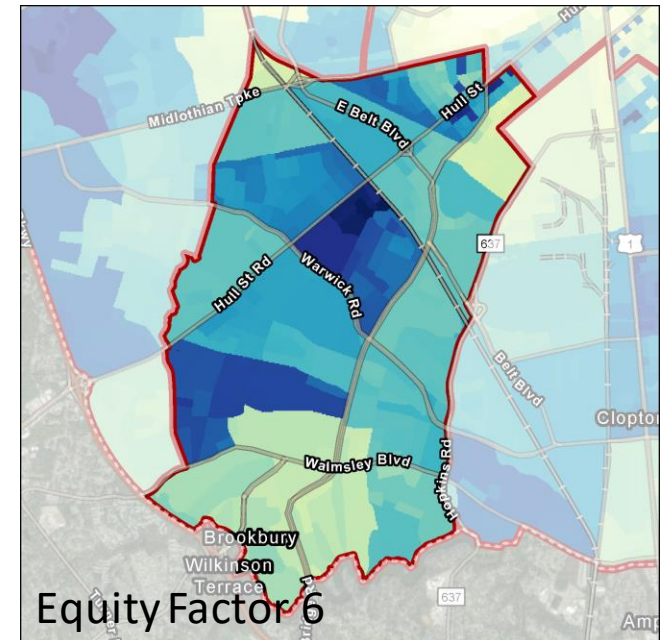 Hull St
Midlothian Tpke
E Belt Blvd
637
1
Hull St Rd
Warwick Rd
Belt Blvd
Clopton
Walmsley Blvd
Hopkins Rd
Brookbury
Wilkinson
Terrace
637
Equity Factor 6